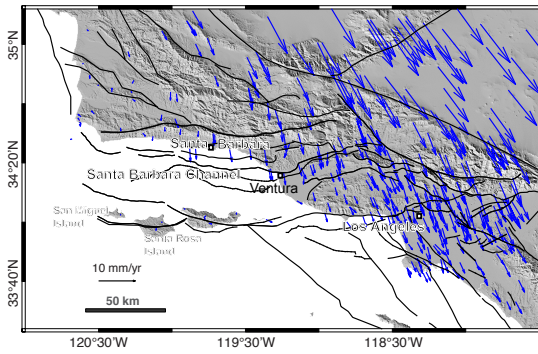 35°N
34°20'N
33°40'N
Santa Barbara
Santa Barbara Channel
Ventura
San Miguel
Island
Santa Rosa
Island
Los Angeles
10 mm/yr
50 km
120°30'W
119°30'W
118°30'W